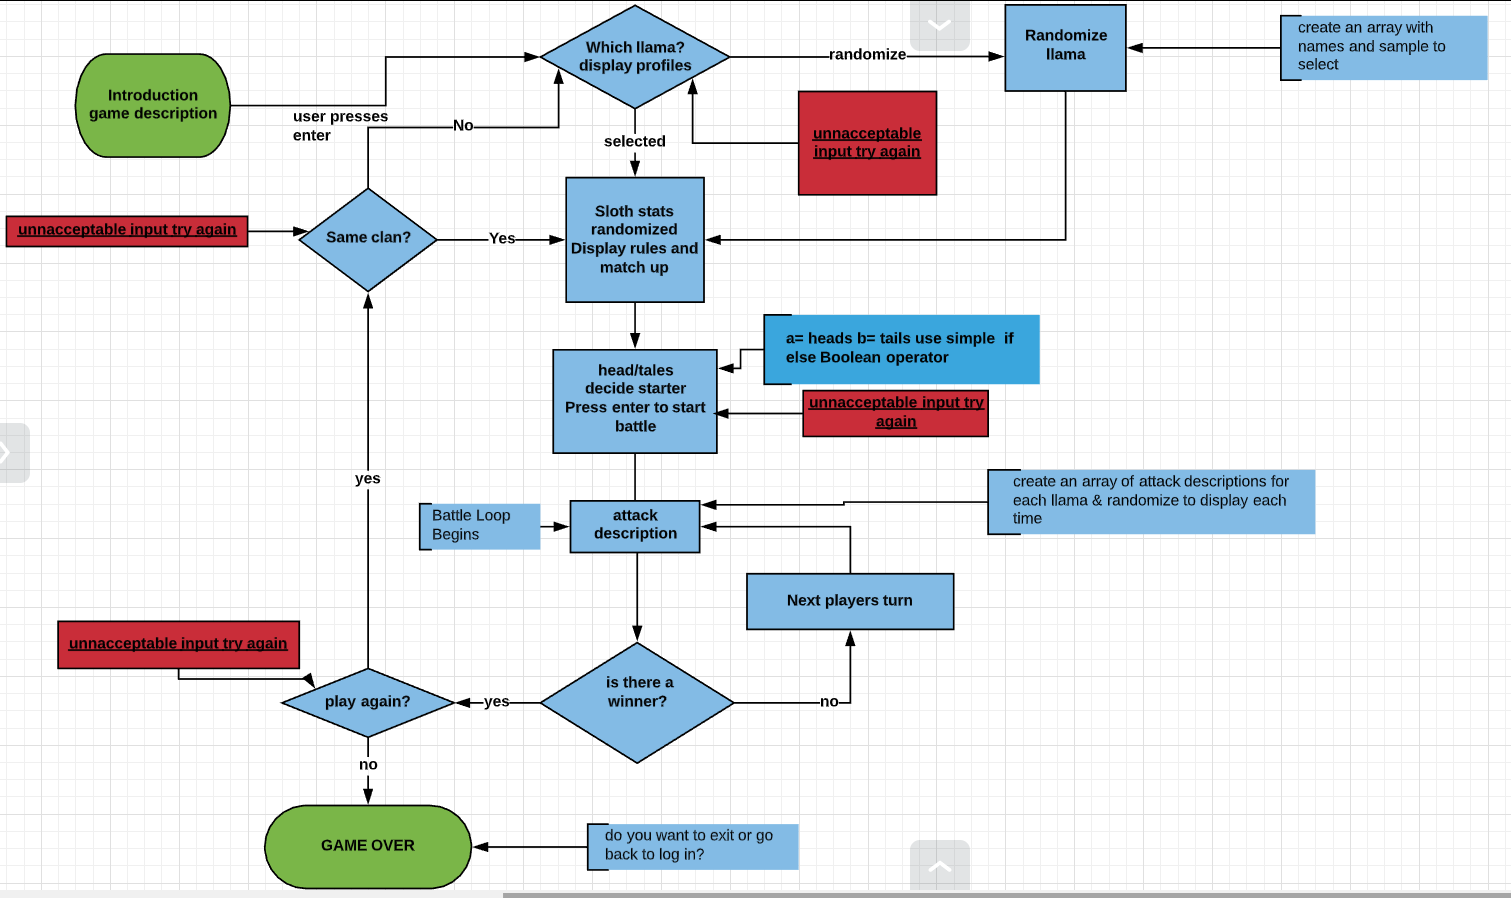 Which llama?
display profiles
randomize
Randomize
llama
create an array with
names and sample to
select
Introduction
game description
user presses
enter
No
selected
unnacceptable
input try again
unnacceptable input try again
Same clan?
Yes
Sloth stats
randomized
Display rules and
match up
a= heads b= tails use simple if
else Boolean operator
head/tales
decide starter
Press enter to start
battle
unnacceptable input try
again
yes
create an array of attack descriptions for
each llama & randomize to display each
time
Battle Loop
Begins
attack
description
Next players turn
unnacceptable input try again
is there a
winner?
play again?
yes
no
no
GAME OVER
do you want to exit or go
back to log in?